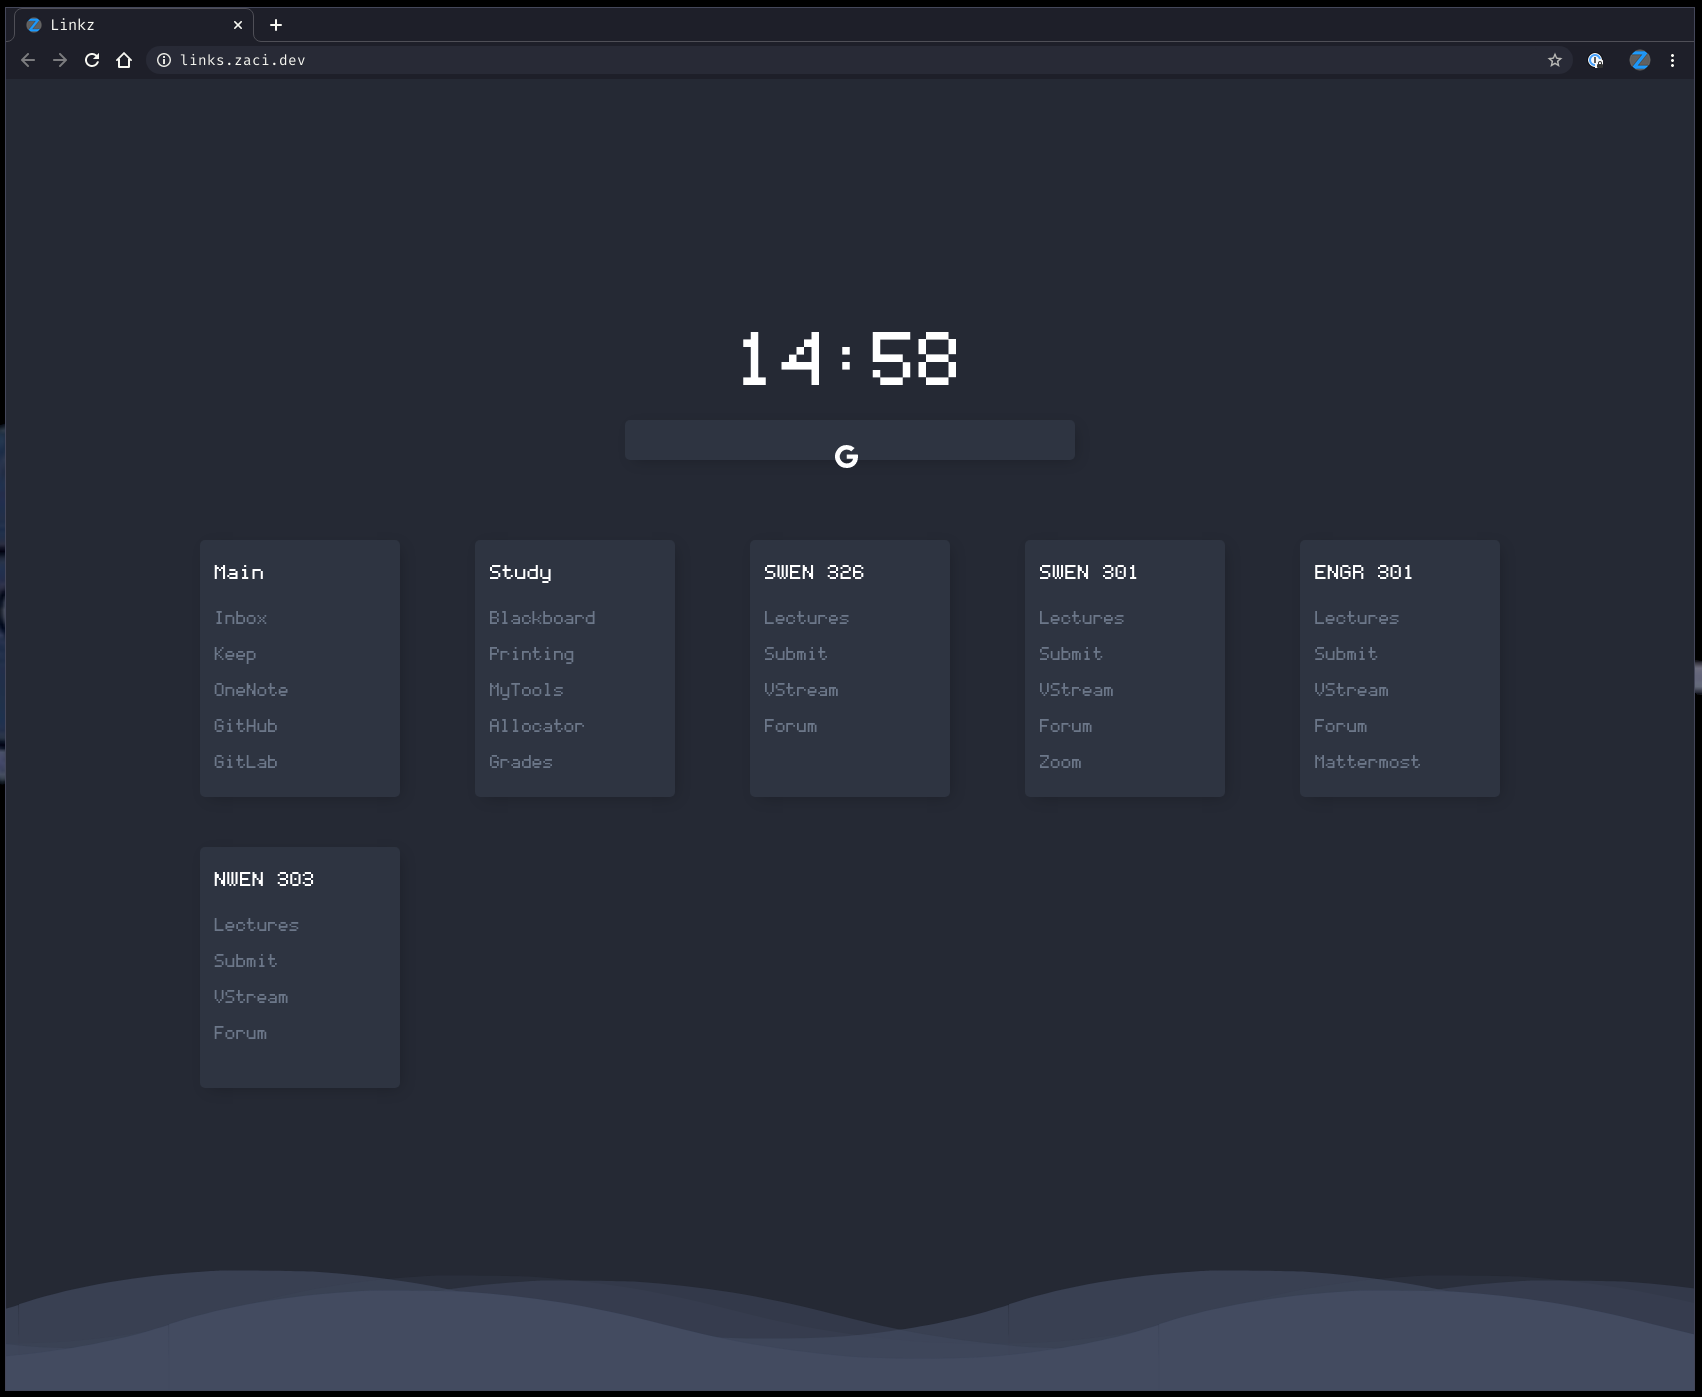 Linkz
links.zaci.dev
14:58
G
Main
Inbox
Keep
OneNote
GitHub
GitLab
Study
Blackboard
Printing
MyTools
Allocator
Grades
SWEN 326
Lectures
Submit
VStream
Forum
SWEN 301
Lectures
Submit
VStream
Forum
Zoom
ENGR 301
Lectures
Submit
VStream
Forum
Mattermost
NWEN 303
Lectures
Submit
VStream
Forum